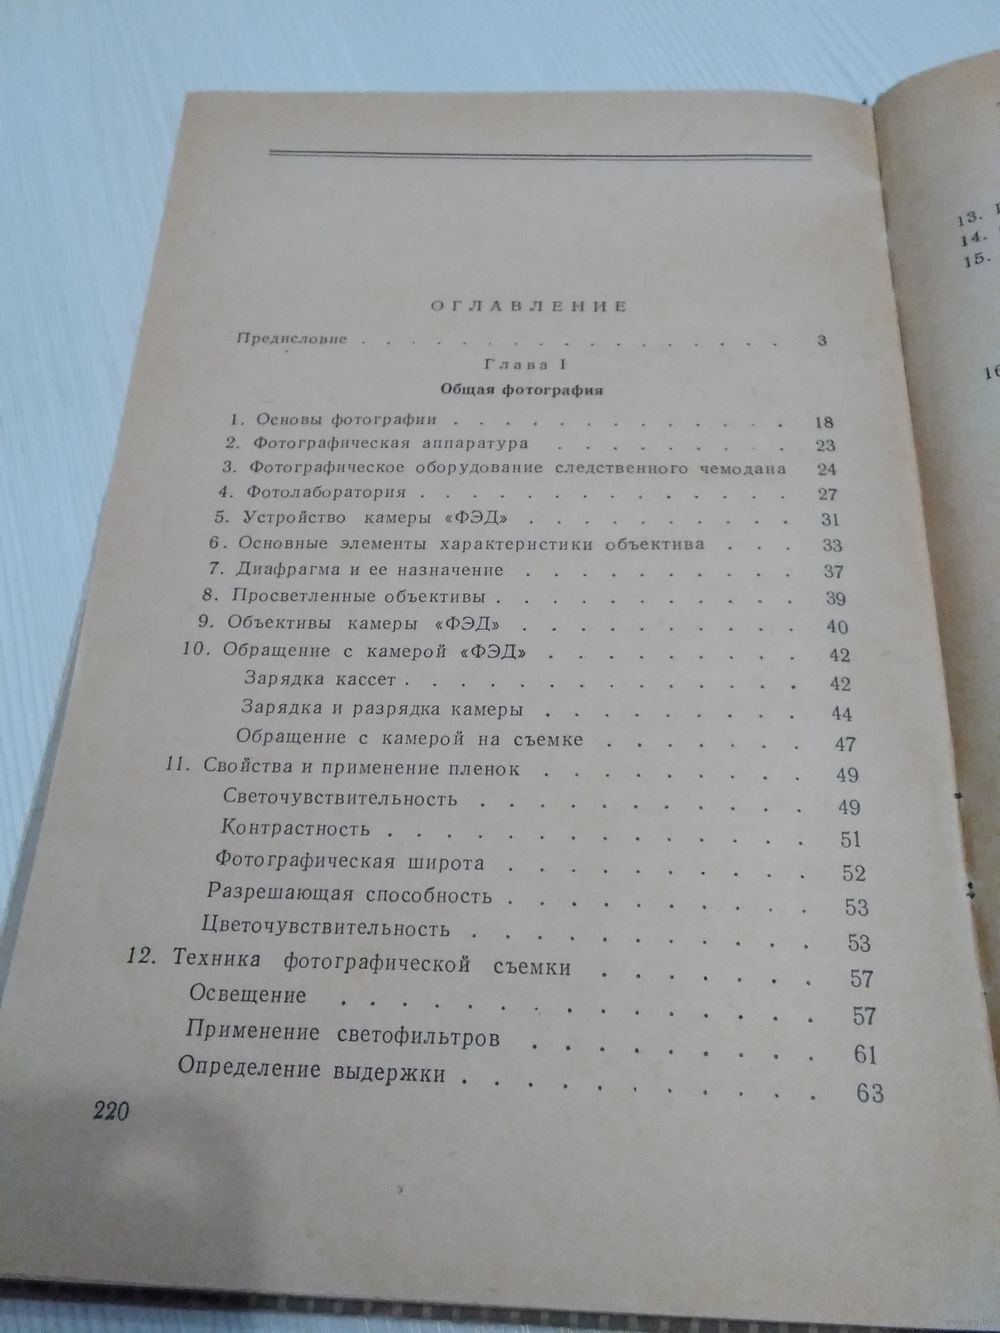 ОГЛАВЛЕНИЕ
Предисловие . . . . . . . . . . . . . . . . . . 3
Глава I
Общая фотография
1. Основы фотографии . . . . . . . . . . . . . . 18
2. Фотографическая аппаратура . . . . . . . . . . 23
3. Фотографическое оборудование следственного чемодана 24
4. Фотолаборатория . . . . . . . . . . . . . . 27
5. Устройство камеры «ФЭД» . . . . . . . . . . . 31
6. Основные элементы характеристики объектива . . . 33
7. Диафрагма и ее назначение . . . . . . . . . . . 37
8. Просветленные объективы . . . . . . . . . . . . 39
9. Объективы камеры «ФЭД» . . . . . . . . . . . 40
10. Обращение с камерой «ФЭД» . . . . . . . . . . 42
Зарядка кассет . . . . . . . . . . . . . . 42
Зарядка и разрядка камеры . . . . . . . . . 44
Обращение с камерой на съемке . . . . . . . 47
11. Свойства и применение пленок . . . . . . . . . 49
Светочувствительность . . . . . . . . . . . 49
Контрастность . . . . . . . . . . . . . . 51
Фотографическая широта . . . . . . . . . . 52
Разрешающая способность . . . . . . . . . . 53
Цветочувствительность . . . . . . . . . . . 53
12. Техника фотографической съемки . . . . . . . 57
Освещение . . . . . . . . . . . . . . . 57
Применение светофильтров . . . . . . . . . 61
Определение выдержки . . . . . . . . . . . 63
220
13.
14.
15.
16
www.ay.by